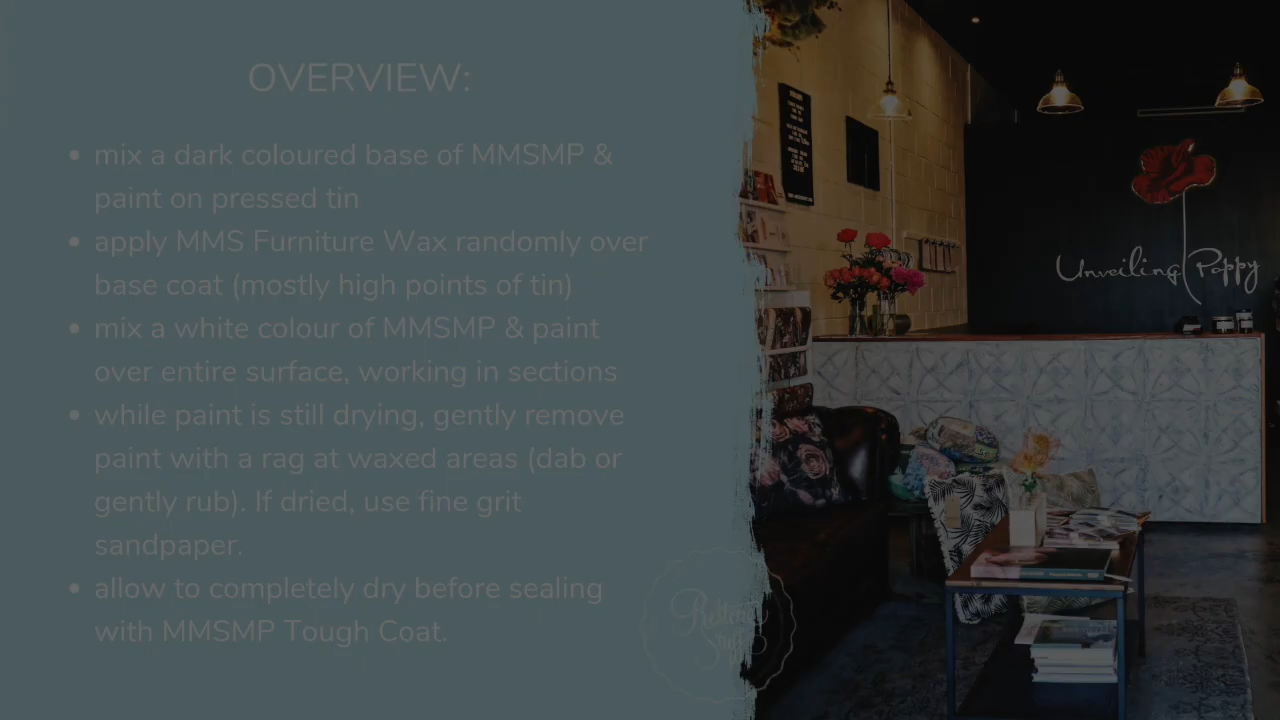 OVERVIEW:
• mix a dark coloured base of MMSMP &
paint on pressed tin
• apply MMS Furniture Wax randomly over
base coat (mostly high points of tin)
• mix a white colour of MMSMP & paint
over entire surface, working in sections
• while paint is still drying, gently remove
paint with a rag at waxed areas (dab or
gently rub). If dried, use fine grit
sandpaper.
• allow to completely dry before sealing
with MMSMP Tough Coat.
Unveiling Poppy